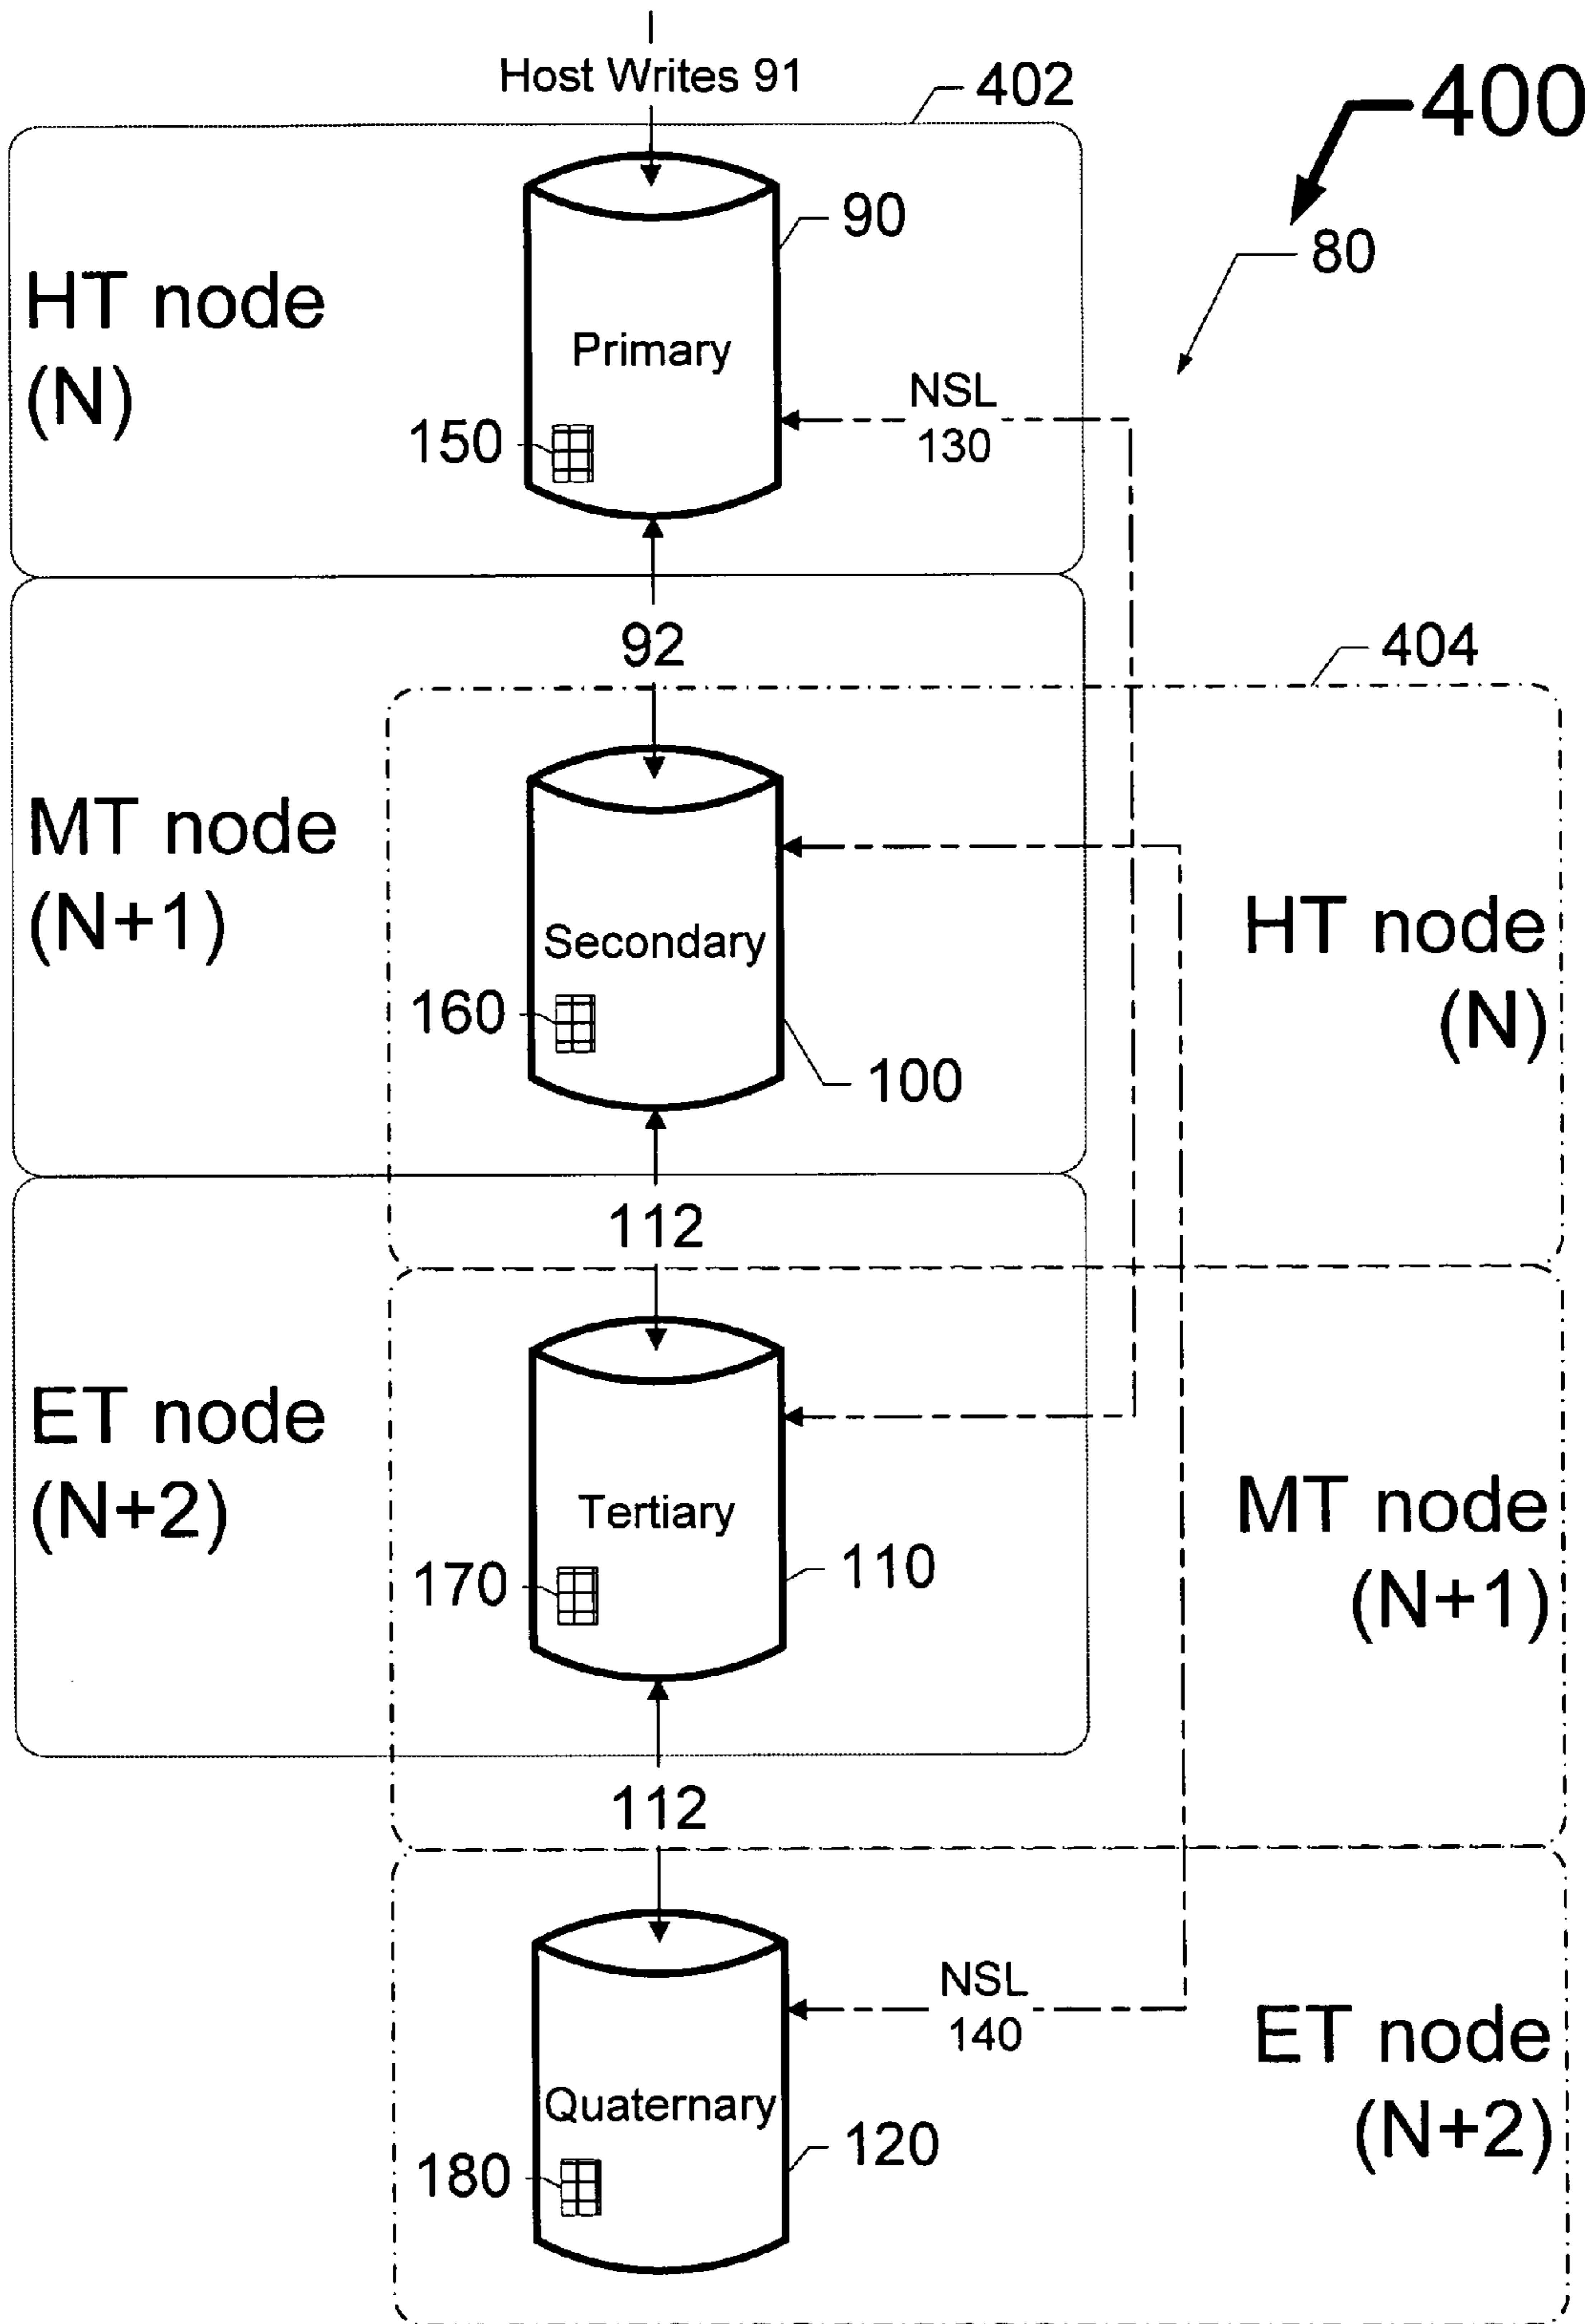 Host Writes 91
402
400
90
80
HT node
(N)
Primary
NSL
130
150
92
404
MT node
(N+1)
Secondary
HT node
(N)
160
100
112
ET node
(N+2)
Tertiary
MT node
(N+1)
170
110
112
NSL
140
ET node
(N+2)
Quaternary
120
180